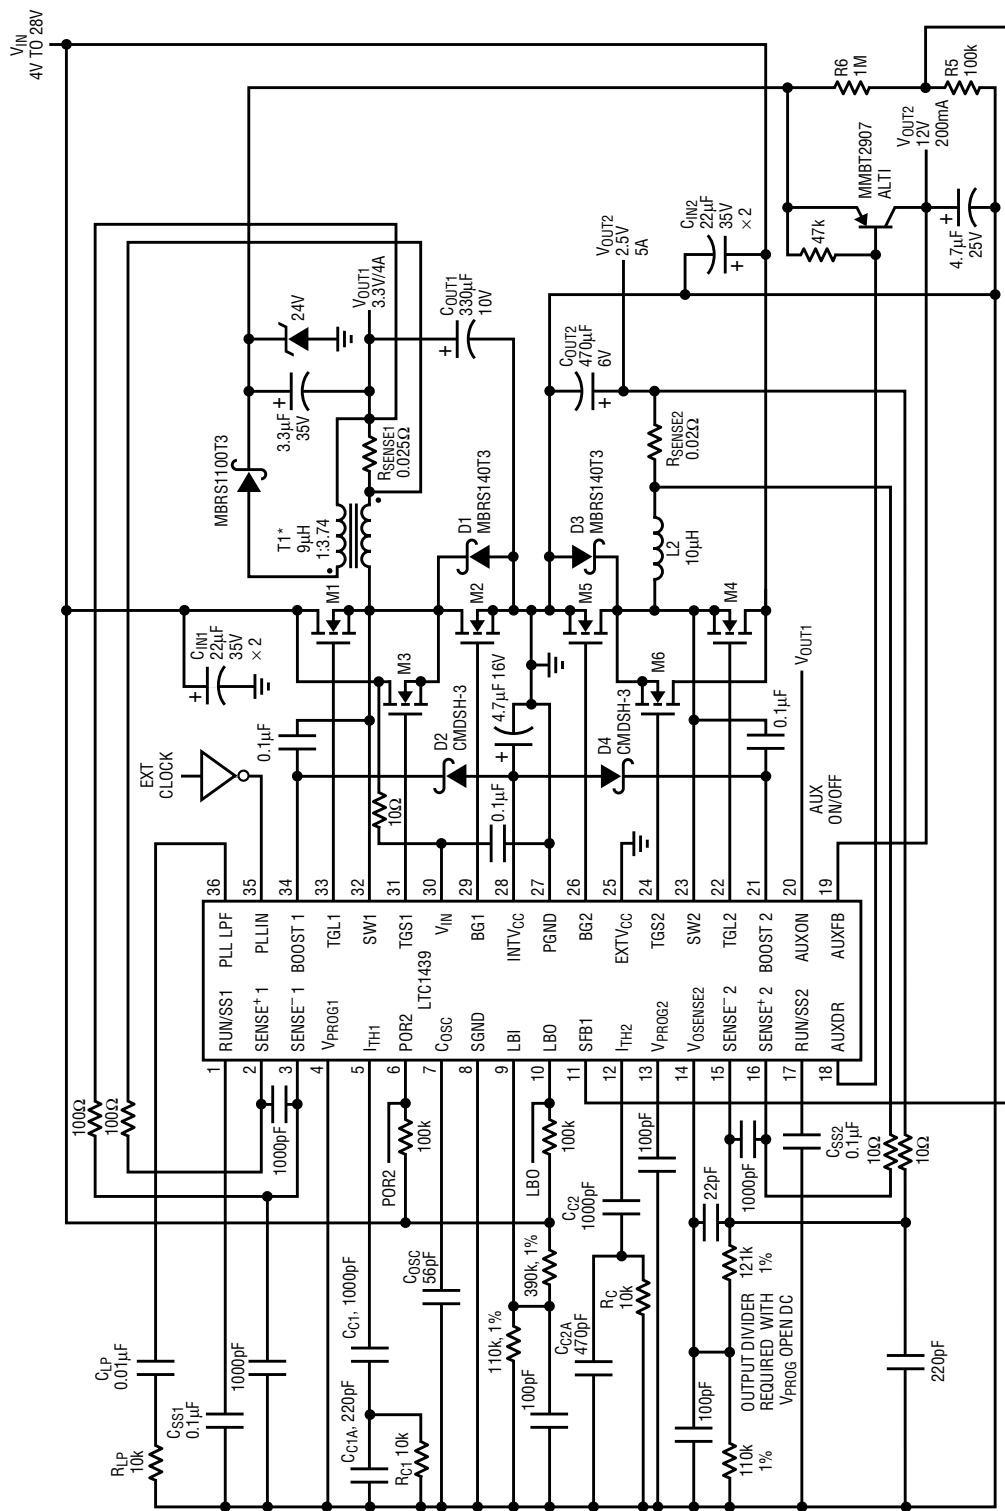 VIN
4V TO 28V
CIN1
22µF
35V
× 2
MBRS1100T3
3.3µF
35V
24V
T1*
9µH
1:3.74
RSENSE1
0.025Ω
VOUT1
3.3V/4A
COUT1
330µF
10V
M1
M3
D1
MBRS140T3
M2
COUT2
470µF
6V
VOUT2
2.5V
5A
CIN2
22µF
35V
× 2
D3
MBRS140T3
M5
RSENSE2
0.02Ω
L2
10µH
M6
M4
R6
1M
R5
100k
47k
MMBT2907
ALTI
VOUT2
12V
200mA
4.7µF
25V
EXT
CLOCK
0.1µF
10Ω
D2
CMDSH-3
4.7µF 16V
0.1µF
D4
CMDSH-3
0.1µF
VOUT1
AUX
ON/OFF
36
35
34
33
32
31
30
29
28
27
26
25
24
23
22
21
20
19
PLL LPF
PLLIN
BOOST 1
TGL1
SW1
TGS1
VIN
BG1
INTVCC
PGND
BG2
EXTVCC
TGS2
SW2
TGL2
BOOST 2
AUXON
AUXFB
LTC1439
RUN/SS1
SENSE+ 1
SENSE– 1
VPROG1
ITH1
POR2
COSC
SGND
LBI
LBO
SFB1
ITH2
VPROG2
VOSENSE2
SENSE– 2
SENSE+ 2
RUN/SS2
AUXDR
1
2
3
4
5
6
7
8
9
10
11
12
13
14
15
16
17
18
100Ω
100Ω
1000pF
POR2
100k
LBO
100k
100pF
22pF
1000pF
CSS2
0.1µF
10Ω
10Ω
CLP
0.01µF
RLP
10k
CSS1
0.1µF
1000pF
CC1, 1000pF
CC1A, 220pF
RC1 10k
COSC
56pF
110k, 1%
390k, 1%
100pF
CC2
1000pF
CC2A
470pF
RC
10k
100pF
121k
1%
110k
1%
OUTPUT DIVIDER
REQUIRED WITH
VPROG OPEN DC
220pF